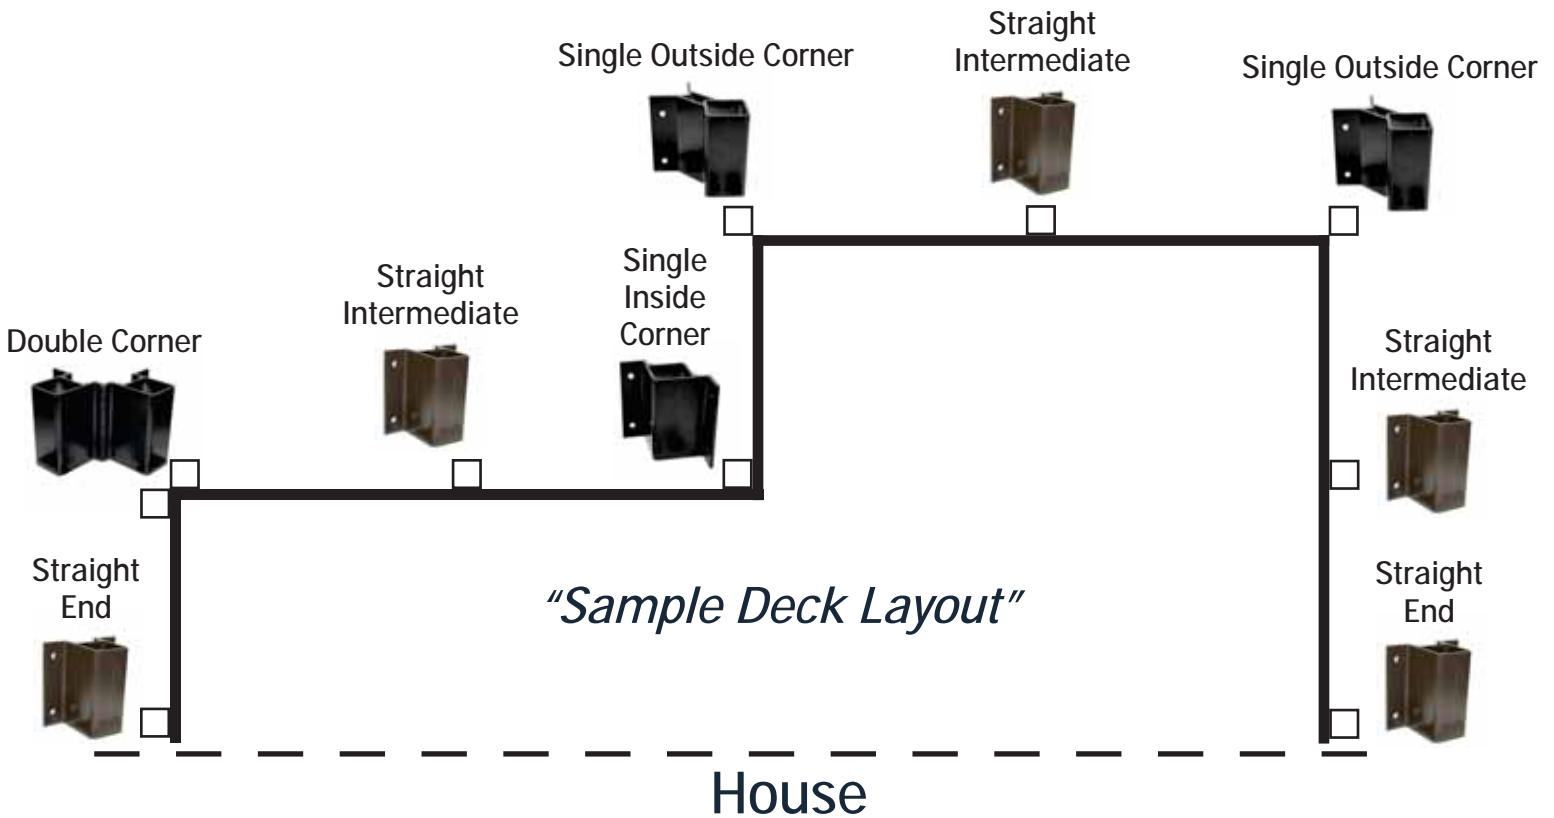 Straight
Intermediate
Single Outside Corner
Single Outside Corner
Single
Inside
Corner
Straight
Intermediate
Double Corner
Straight
Intermediate
Straight
End
“Sample Deck Layout”
Straight
End
House